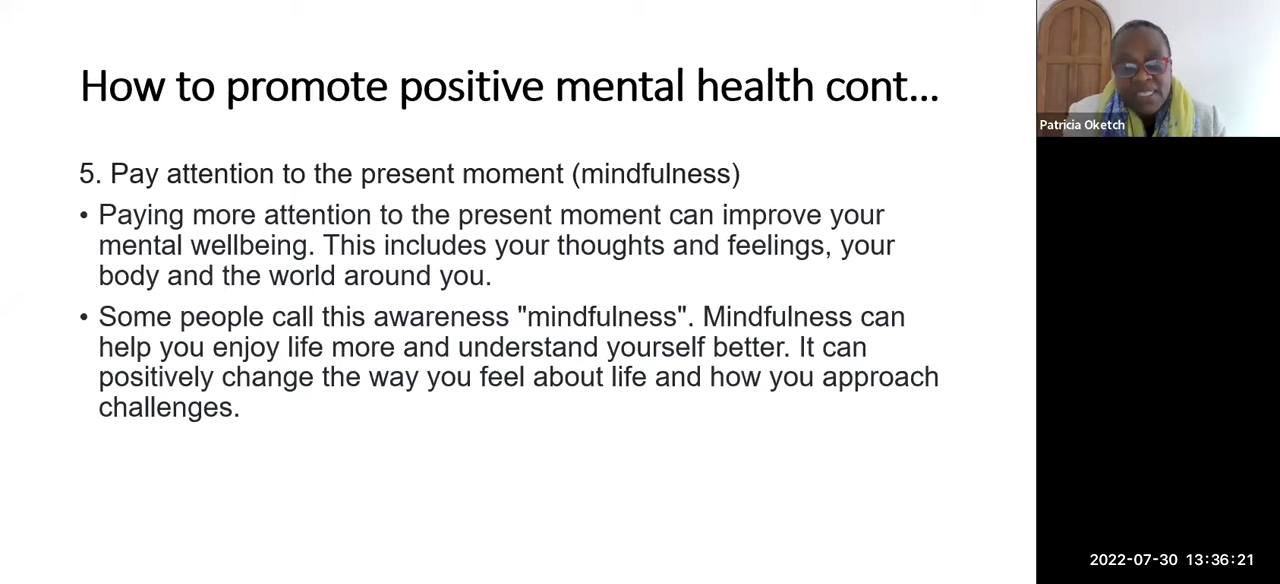 How to promote positive mental health cont...
5. Pay attention to the present moment (mindfulness)
• Paying more attention to the present moment can improve your
mental wellbeing. This includes your thoughts and feelings, your
body and the world around you.
• Some people call this awareness "mindfulness". Mindfulness can
help you enjoy life more and understand yourself better. It can
positively change the way you feel about life and how you approach
challenges.
Patricia Oketch
2022-07-30 13:36:21